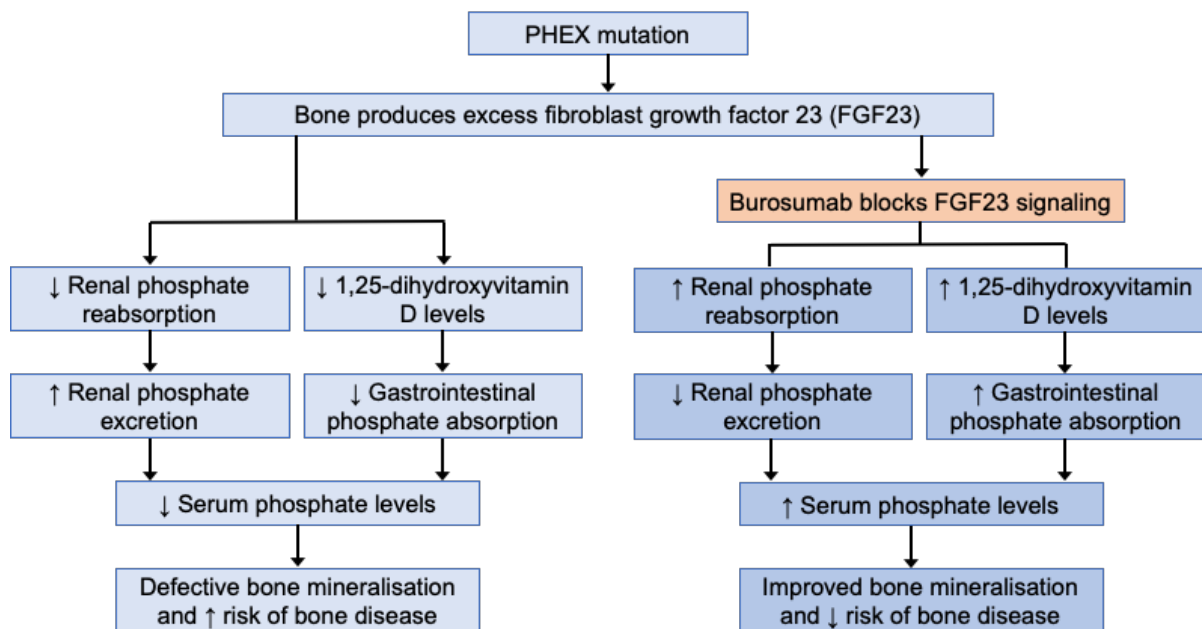 PHEX mutation
Bone produces excess fibroblast growth factor 23 (FGF23)
Burosumab blocks FGF23 signaling
↓ Renal phosphate
reabsorption
↓ 1,25-dihydroxyvitamin
D levels
↑ Renal phosphate
reabsorption
↑ 1,25-dihydroxyvitamin
D levels
↑ Renal phosphate
excretion
↓ Gastrointestinal
phosphate absorption
↓ Renal phosphate
excretion
↑ Gastrointestinal
phosphate absorption
↓ Serum phosphate levels
↑ Serum phosphate levels
Defective bone mineralisation
and ↑ risk of bone disease
Improved bone mineralisation
and ↓ risk of bone disease